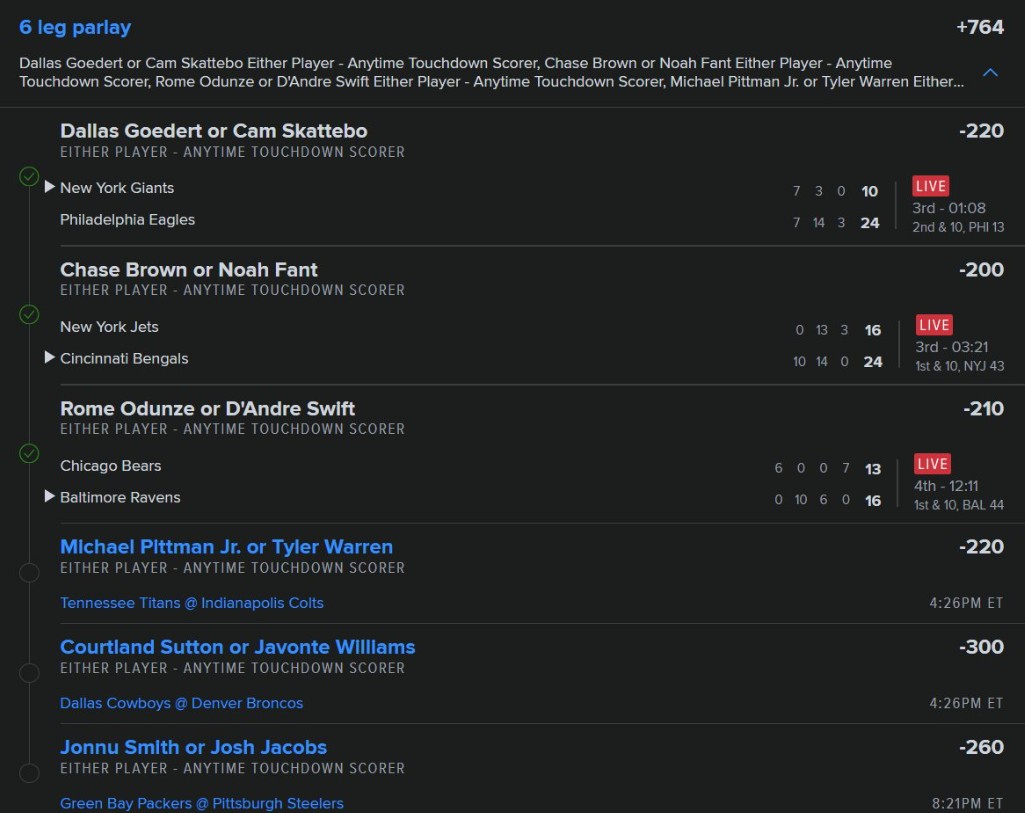 6 leg parlay +764
Dallas Goedert or Cam Skattebo Either Player - Anytime Touchdown Scorer, Chase Brown or Noah Fant Either Player - Anytime
Touchdown Scorer, Rome Odunze or D'Andre Swift Either Player - Anytime Touchdown Scorer, Michael Pittman Jr. or Tyler Warren Either...
Dallas Goedert or Cam Skattebo -220
EITHER PLAYER - ANYTIME TOUCHDOWN SCORER
New York Giants 7 3 0 10
Philadelphia Eagles 7 14 3 24
LIVE
3rd - 01:08
2nd & 10, PHI 13
Chase Brown or Noah Fant -200
EITHER PLAYER - ANYTIME TOUCHDOWN SCORER
New York Jets 0 13 3 16
Cincinnati Bengals 10 14 0 24
LIVE
3rd - 03:21
1st & 10, NYJ 43
Rome Odunze or D'Andre Swift -210
EITHER PLAYER - ANYTIME TOUCHDOWN SCORER
Chicago Bears 6 0 0 7 13
Baltimore Ravens 0 10 6 0 16
LIVE
4th - 12:11
1st & 10, BAL 44
Michael Pittman Jr. or Tyler Warren -220
EITHER PLAYER - ANYTIME TOUCHDOWN SCORER
Tennessee Titans @ Indianapolis Colts 4:26PM ET
Courtland Sutton or Javonte Williams -300
EITHER PLAYER - ANYTIME TOUCHDOWN SCORER
Dallas Cowboys @ Denver Broncos 4:26PM ET
Jonnu Smith or Josh Jacobs -260
EITHER PLAYER - ANYTIME TOUCHDOWN SCORER
Green Bay Packers @ Pittsburgh Steelers 8:21PM ET